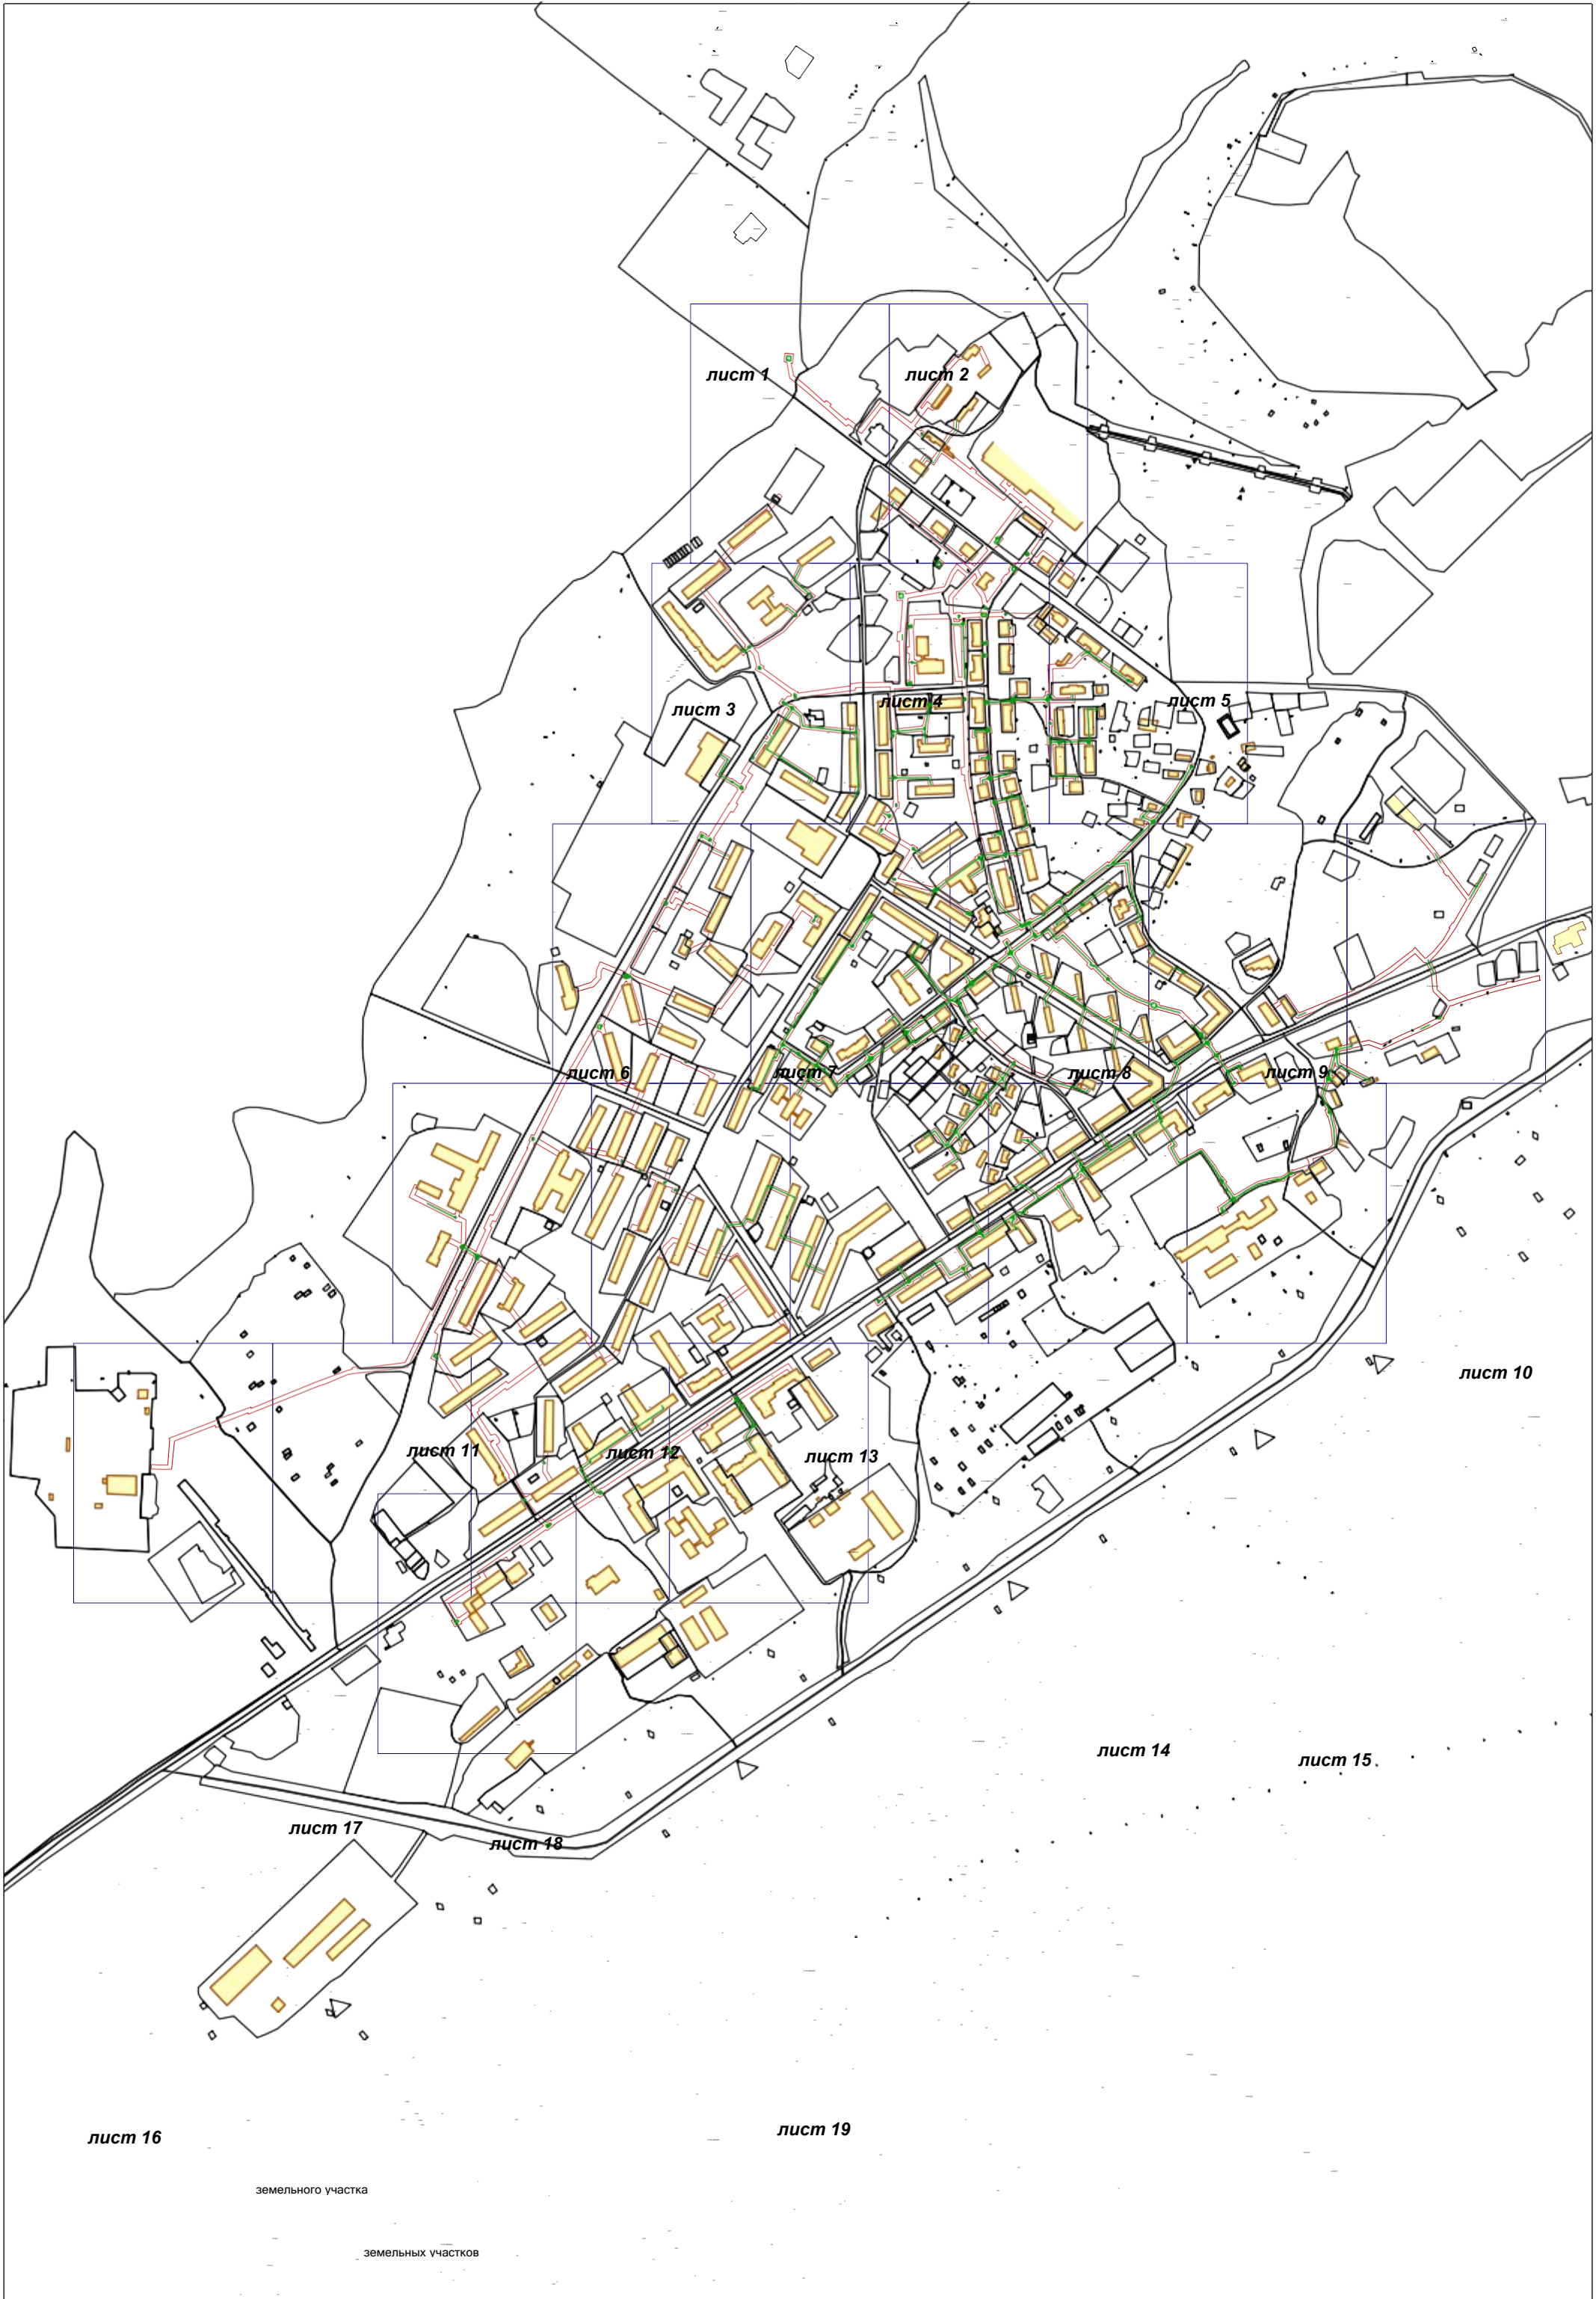 лист 1
лист 2
лист 3
лист 4
лист 5
лист 6
лист 7
лист 8
лист 9
лист 10
лист 11
лист 12
лист 13
лист 14
лист 15
лист 17
лист 18
лист 16
лист 19
земельного участка
земельных участков